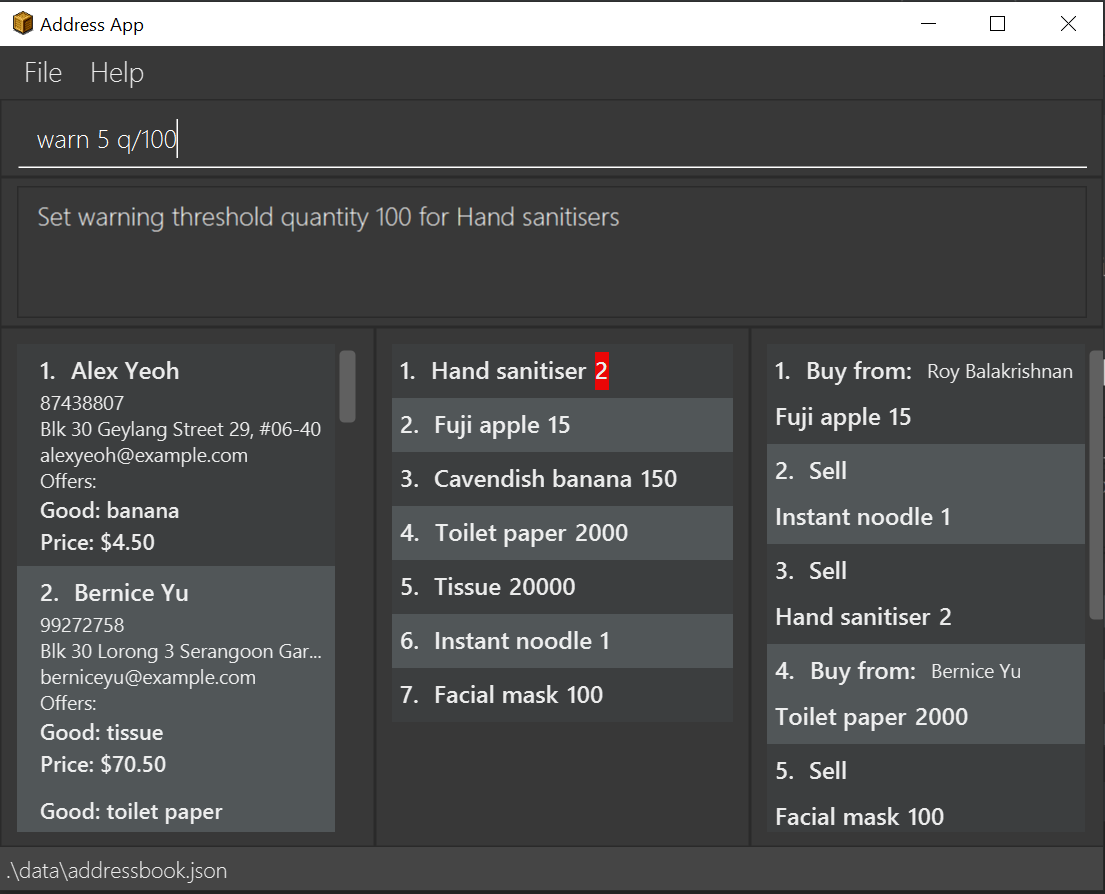 Address App
File Help
warn 5 q/100
Set warning threshold quantity 100 for Hand sanitisers
1. Alex Yeoh
87438807
Blk 30 Geylang Street 29, #06-40
alexyeoh@example.com
Offers:
Good: banana
Price: $4.50
2. Bernice Yu
99272758
Blk 30 Lorong 3 Serangoon Gar...
berniceyu@example.com
Offers:
Good: tissue
Price: $70.50
Good: toilet paper
1. Hand sanitiser 2
2. Fuji apple 15
3. Cavendish banana 150
4. Toilet paper 2000
5. Tissue 20000
6. Instant noodle 1
7. Facial mask 100
1. Buy from: Roy Balakrishnan
Fuji apple 15
2. Sell
Instant noodle 1
3. Sell
Hand sanitiser 2
4. Buy from: Bernice Yu
Toilet paper 2000
5. Sell
Facial mask 100
.\data\addressbook.json